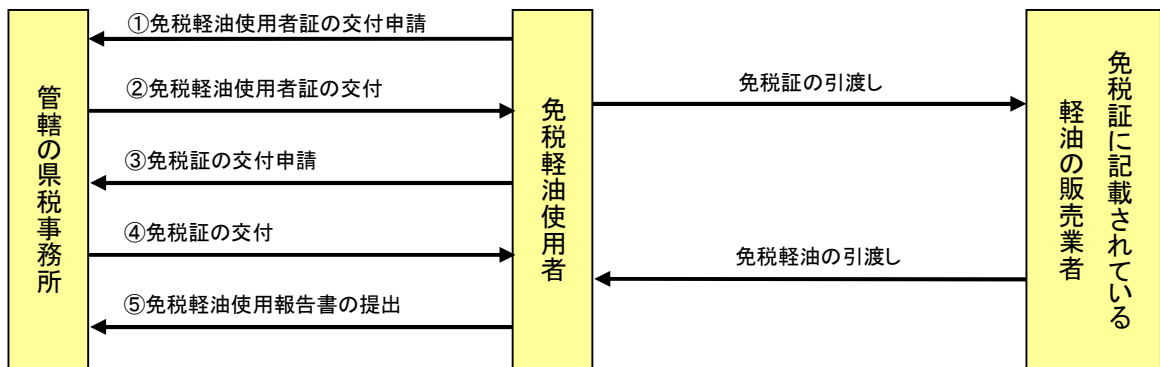 管轄の県税事務所
①免税軽油使用者証の交付申請
②免税軽油使用者証の交付
③免税証の交付申請
④免税証の交付
⑤免税軽油使用報告書の提出
免税軽油使用者
免税証の引渡し
免税軽油の引渡し
免税証に記載されている
軽油の販売業者